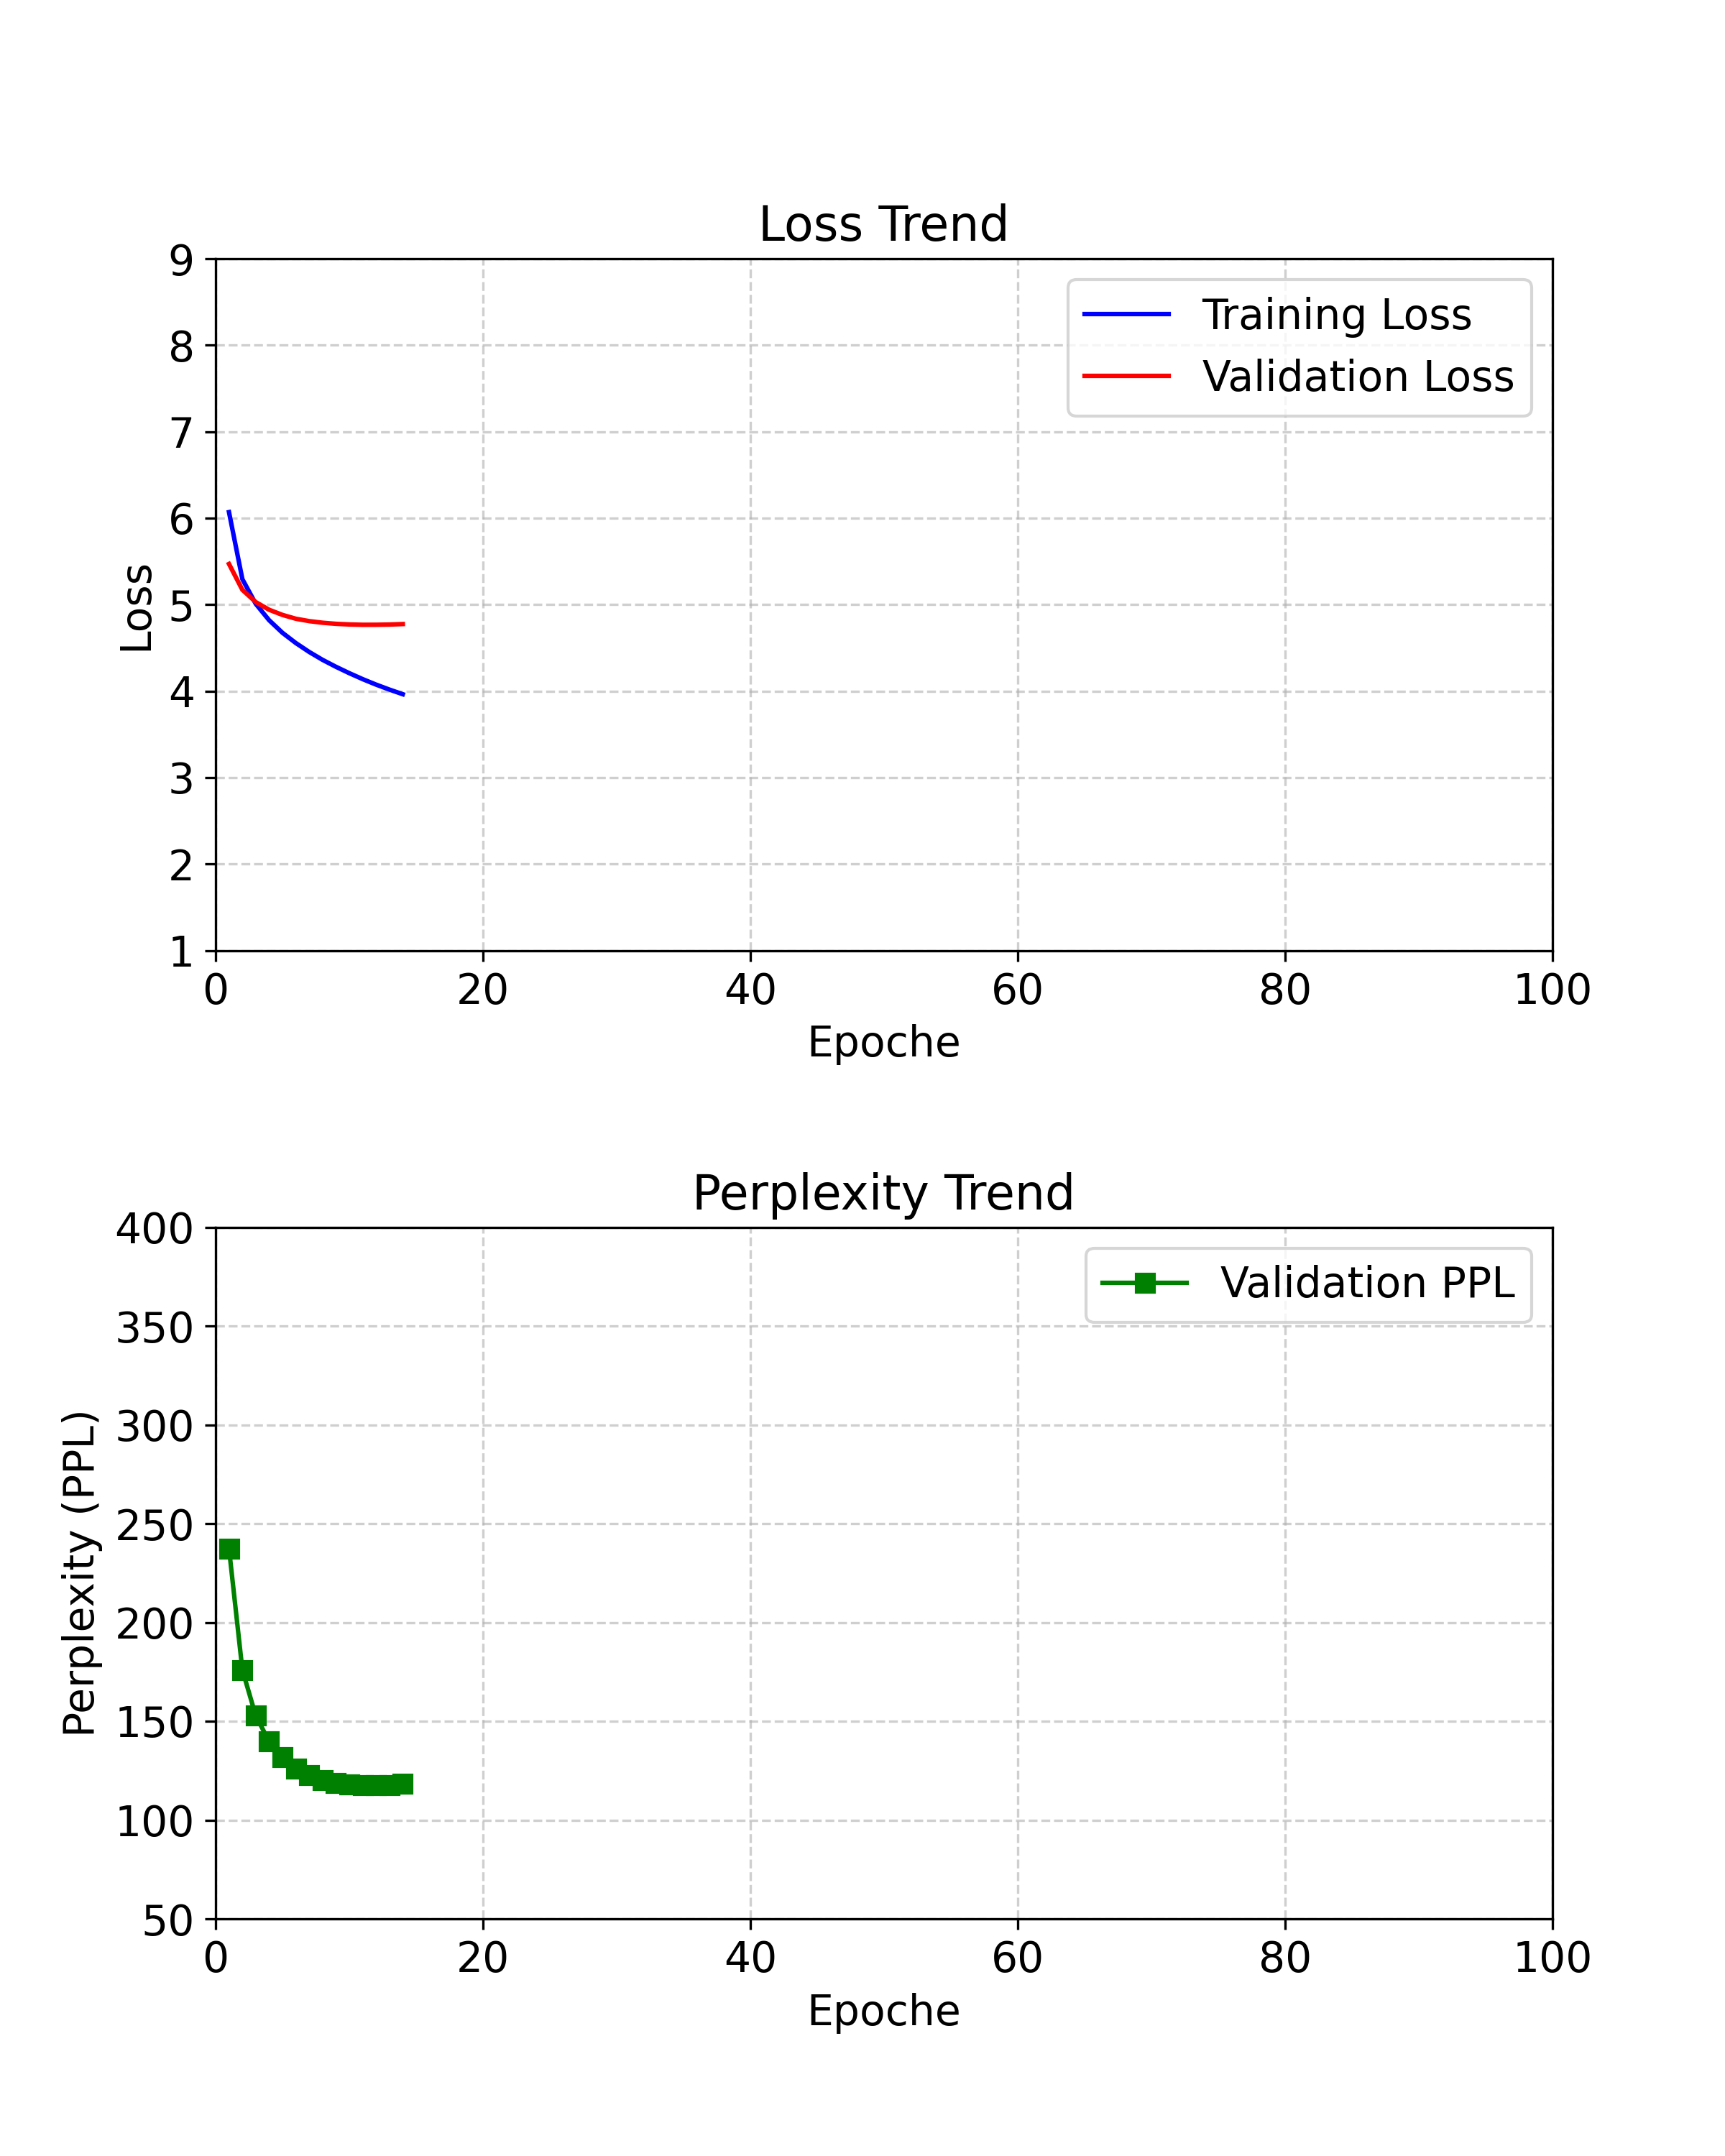 Loss Trend
9
8
7
6
5
4
3
2
1
Loss
Training Loss
Validation Loss
0 20 40 60 80 100
Epoche
Perplexity Trend
400
350
300
250
200
150
100
50
Perplexity (PPL)
Validation PPL
0 20 40 60 80 100
Epoche